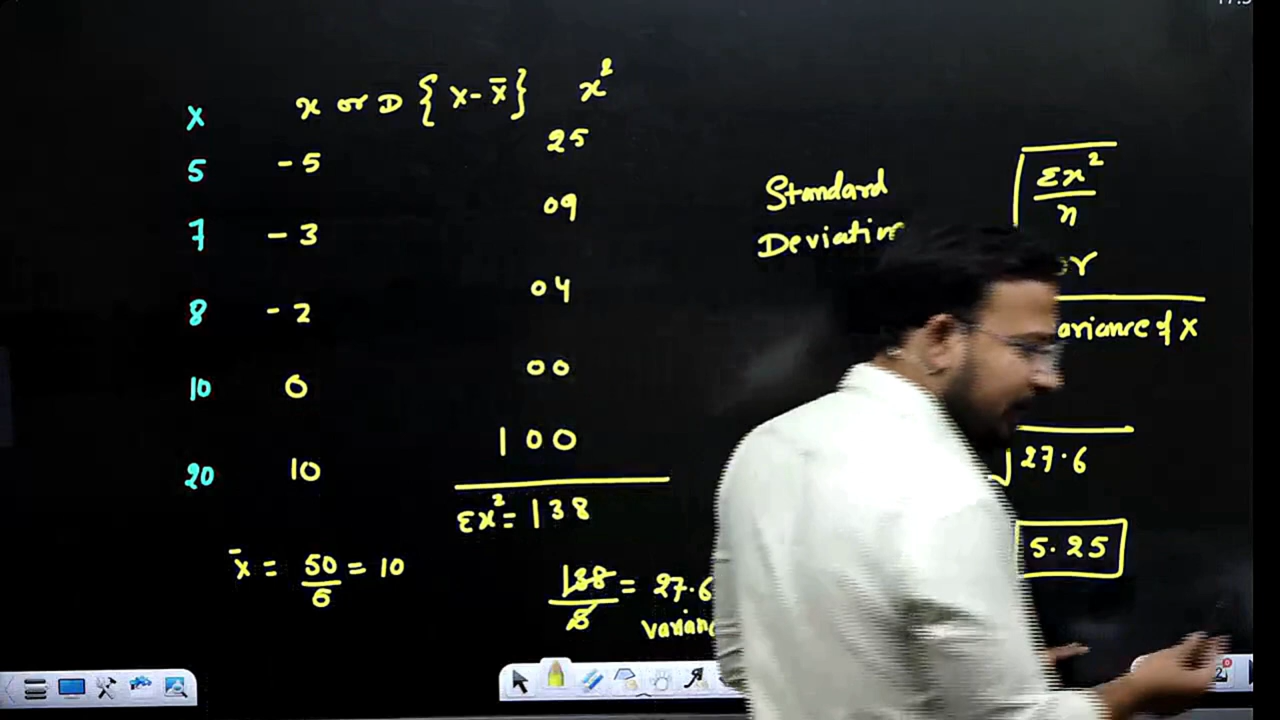 X x or D { X - X̄ } x²
5 -5 25
7 -3 09
8 -2 04
10 0 00
20 10 100
Σx² = 138
X̄ = 50/5 = 10
138/5 = 27.6
Standard
√Σx²/n
X
√27.6
5.25